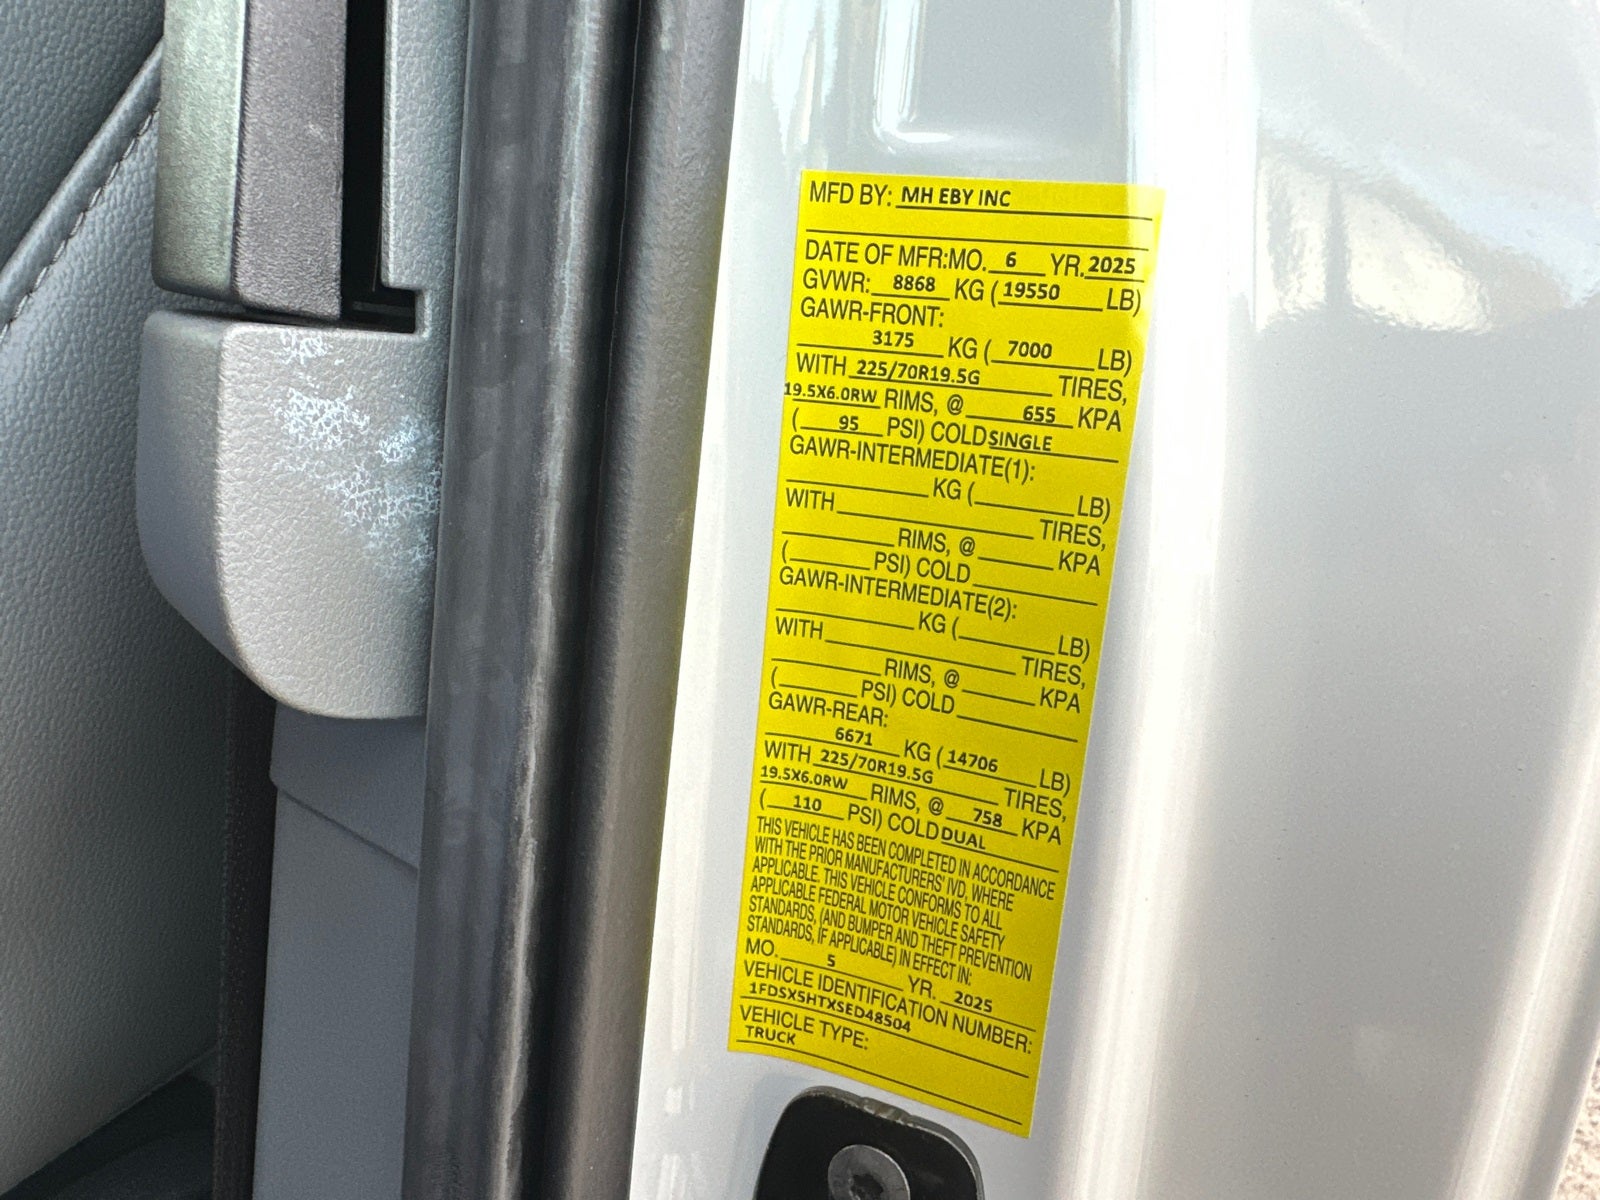 MFD BY: MH EBY INC
DATE OF MFR:MO. 6 YR. 2025
GVWR: 8868 KG (19550 LB)
GAWR-FRONT:
3175 KG ( 7000 LB)
WITH 225/70R19.5G TIRES,
19.5X6.0RW RIMS, @ 655 KPA
( 95 PSI) COLD SINGLE
GAWR-INTERMEDIATE(1):
KG ( LB)
WITH TIRES,
RIMS, @ KPA
( PSI) COLD
GAWR-INTERMEDIATE(2):
KG ( LB)
WITH TIRES,
RIMS, @ KPA
( PSI) COLD
GAWR-REAR:
6671 KG ( 14706 LB)
WITH 225/70R19.5G TIRES,
19.5X6.0RW RIMS, @ 758 KPA
( 110 PSI) COLD DUAL
THIS VEHICLE HAS BEEN COMPLETED IN ACCORDANCE
WITH THE PRIOR MANUFACTURERS' IVD, WHERE
APPLICABLE. THIS VEHICLE CONFORMS TO ALL
APPLICABLE FEDERAL MOTOR VEHICLE SAFETY
STANDARDS, (AND BUMPER AND THEFT PREVENTION
STANDARDS, IF APPLICABLE) IN EFFECT IN:
MO. 5 YR. 2025
VEHICLE IDENTIFICATION NUMBER:
1FD5X5HTXSED48504
VEHICLE TYPE:
TRUCK